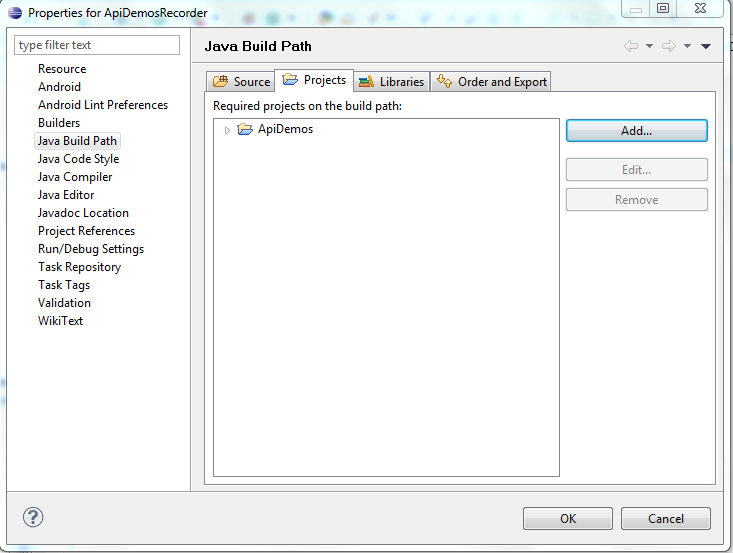 Properties for ApiDemosRecorder
type filter text
Resource
Android
Android Lint Preferences
Builders
Java Build Path
Java Code Style
Java Compiler
Java Editor
Javadoc Location
Project References
Run/Debug Settings
Task Repository
Task Tags
Validation
WikiText
Java Build Path
Source Projects Libraries Order and Export
Required projects on the build path:
ApiDemos
Add...
Edit...
Remove
?
OK Cancel